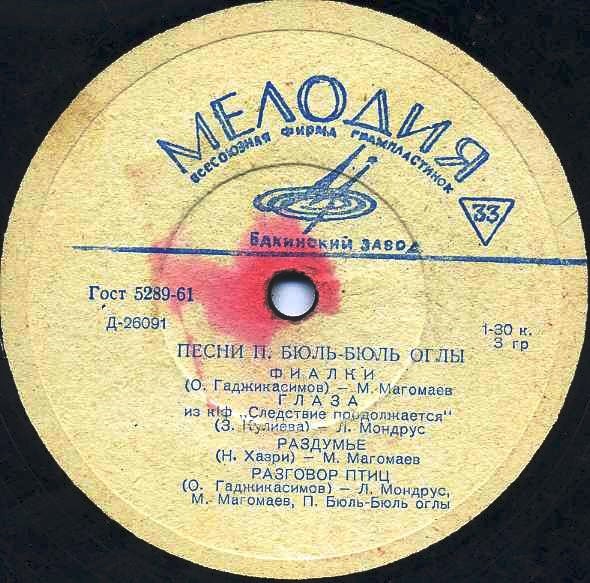 МЕЛОДИЯ
ВСЕСОЮЗНАЯ ФИРМА ГРАМПЛАСТИНОК
33
Бакинский ЗАВОД
Гост 5289-61
Д-26091
1-30 к.
3 гр
ПЕСНИ П. БЮЛЬ-БЮЛЬ ОГЛЫ
ФИАЛКИ
(О. Гаджикасимов) – М. Магомаев
ГЛАЗА
из к|ф „Следствие продолжается"
(З. Кулиева) – Л. Мондрус
РАЗДУМЬЕ
(Н. Хазри) – М. Магомаев
РАЗГОВОР ПТИЦ
(О. Гаджикасимов) – Л. Мондрус,
М. Магомаев, П. Бюль-Бюль оглы